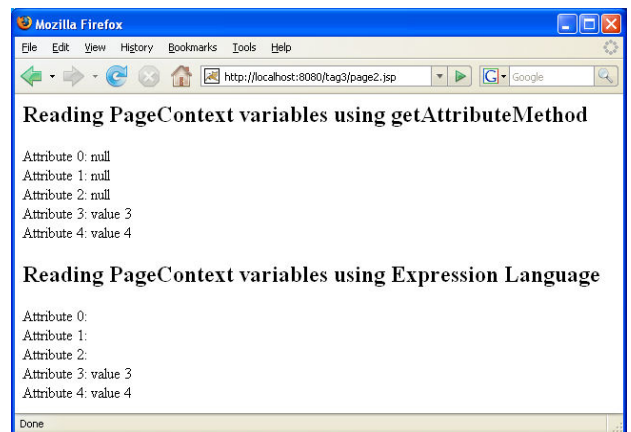 Mozilla Firefox
File Edit View History Bookmarks Tools Help
http://localhost:8080/tag3/page2.jsp G Google
Reading PageContext variables using getAttributeMethod
Attribute 0: null
Attribute 1: null
Attribute 2: null
Attribute 3: value 3
Attribute 4: value 4
Reading PageContext variables using Expression Language
Attribute 0:
Attribute 1:
Attribute 2:
Attribute 3: value 3
Attribute 4: value 4
Done